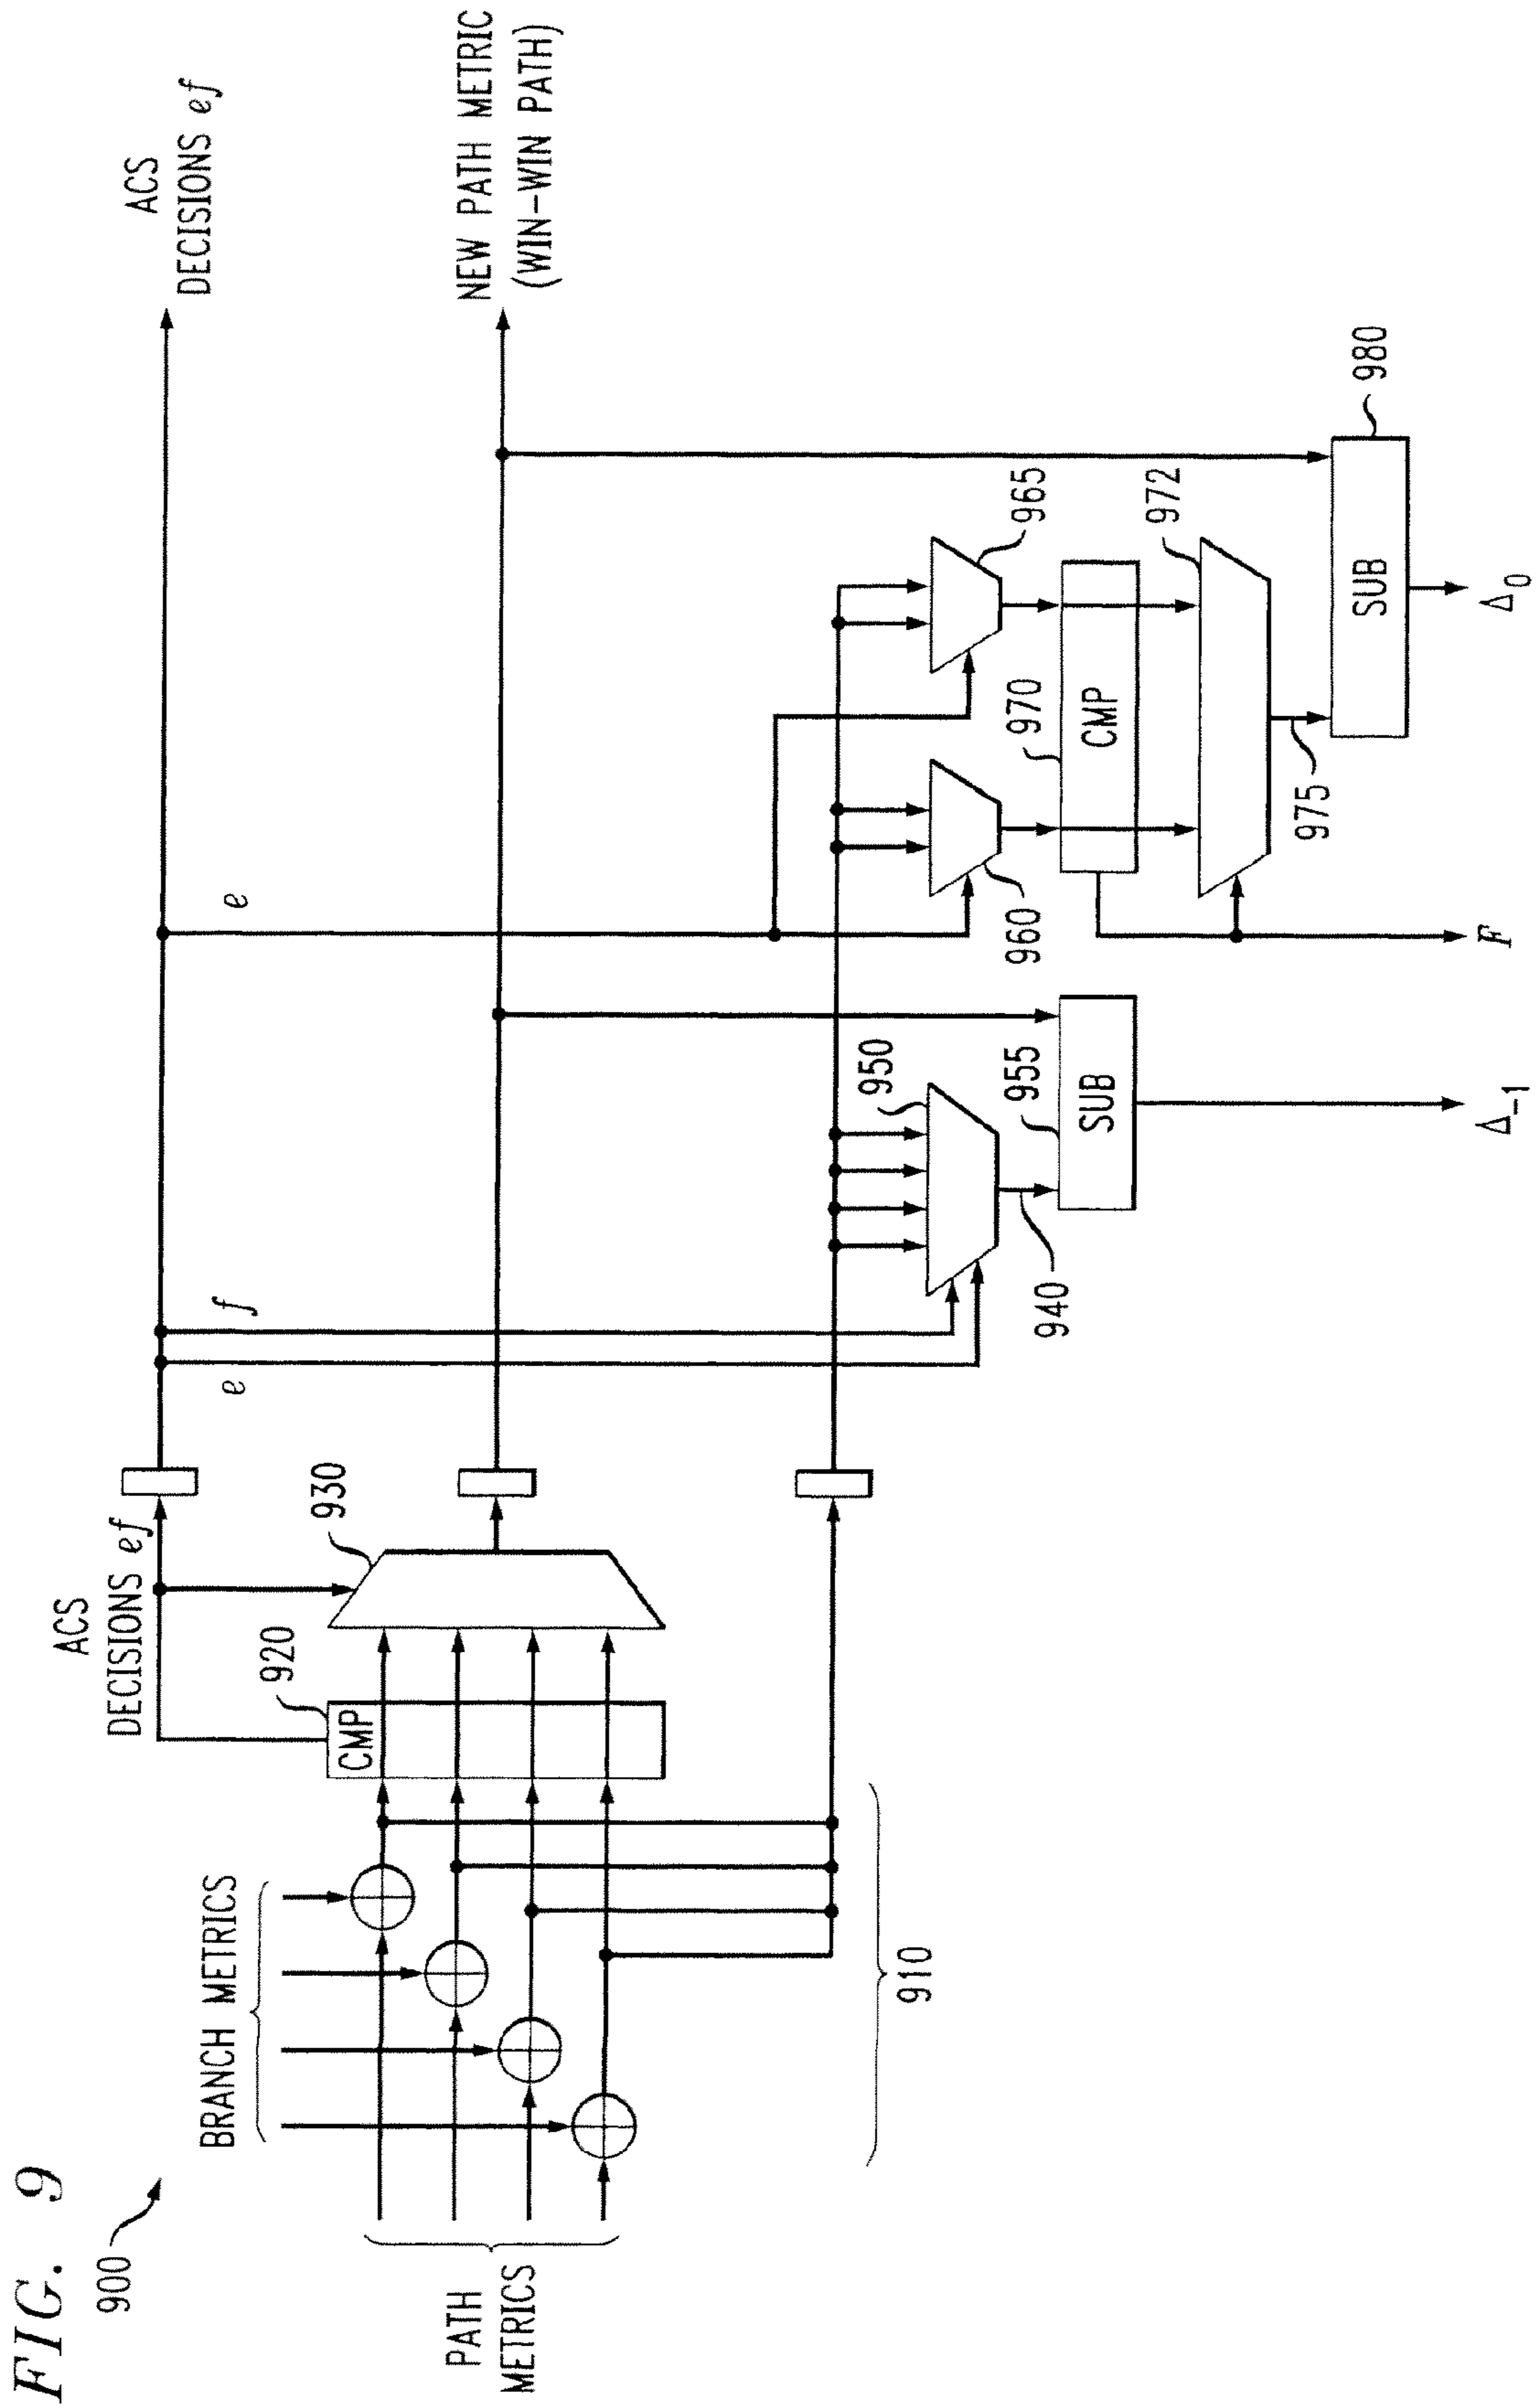 FIG. 9
900
PATH
METRICS
BRANCH METRICS
910
ACS
DECISIONS ef
920
CMP
930
e
f
e
ACS
DECISIONS ef
NEW PATH METRIC
(WIN-WIN PATH)
940
950
955
SUB
Δ-1
960
965
970
CMP
972
975
F
980
SUB
Δ0